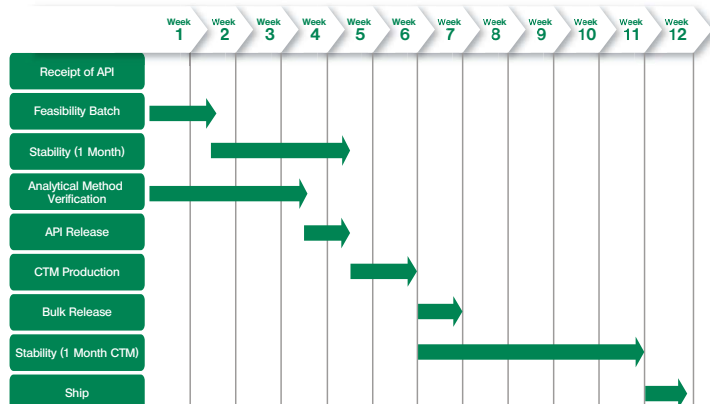 Week Week Week Week Week Week Week Week Week Week Week Week
1 2 3 4 5 6 7 8 9 10 11 12
Receipt of API
Feasibility Batch
Stability (1 Month)
Analytical Method
Verification
API Release
CTM Production
Bulk Release
Stability (1 Month CTM)
Ship